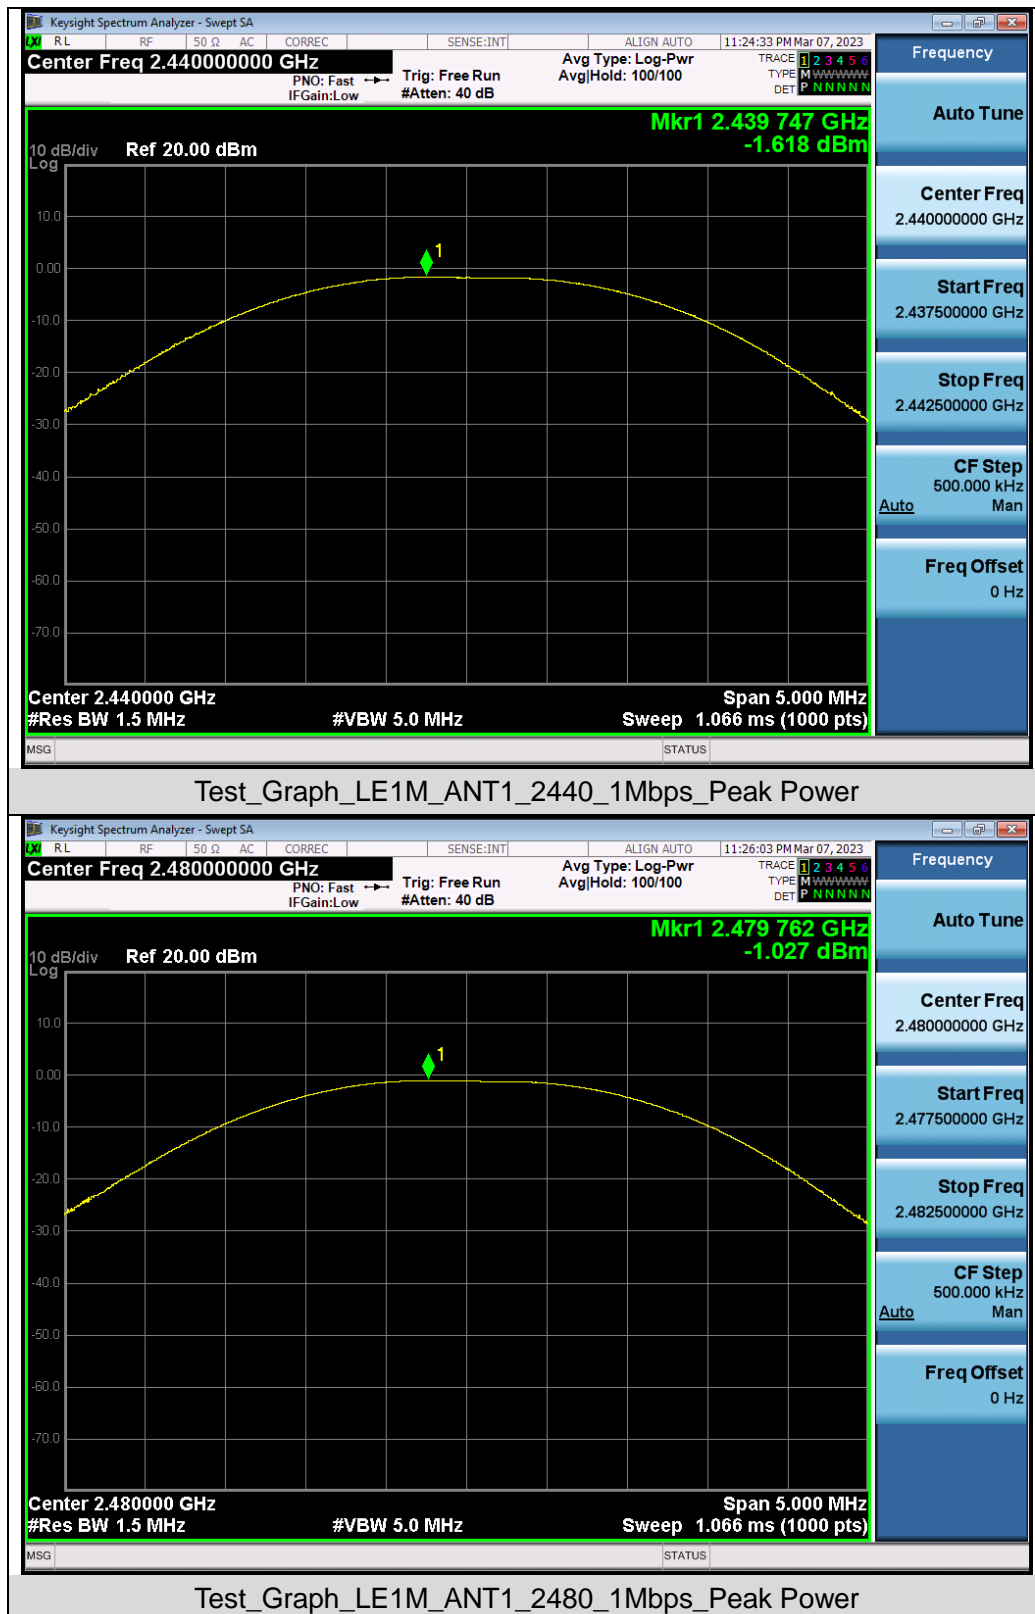 Keysight Spectrum Analyzer - Swept SA
LXI RL RF 50 Ω AC CORREC SENSE:INT ALIGN AUTO 11:24:33 PM Mar 07, 2023
Center Freq 2.440000000 GHz
PNO: Fast
IFGain:Low
Trig: Free Run
#Atten: 40 dB
Avg Type: Log-Pwr
Avg|Hold: 100/100
TRACE 1 2 3 4 5 6
TYPE M W W W W W
DET P N N N N N
Mkr1 2.439 747 GHz
-1.618 dBm
10 dB/div Ref 20.00 dBm
Log
10.0
0.00
-10.0
-20.0
-30.0
-40.0
-50.0
-60.0
-70.0
1
Center 2.440000 GHz Span 5.000 MHz
#Res BW 1.5 MHz #VBW 5.0 MHz Sweep 1.066 ms (1000 pts)
MSG STATUS
Frequency
Auto Tune
Center Freq
2.440000000 GHz
Start Freq
2.437500000 GHz
Stop Freq
2.442500000 GHz
CF Step
500.000 kHz
Auto Man
Freq Offset
0 Hz
Test_Graph_LE1M_ANT1_2440_1Mbps_Peak Power
Keysight Spectrum Analyzer - Swept SA
LXI RL RF 50 Ω AC CORREC SENSE:INT ALIGN AUTO 11:26:03 PM Mar 07, 2023
Center Freq 2.480000000 GHz
PNO: Fast
IFGain:Low
Trig: Free Run
#Atten: 40 dB
Avg Type: Log-Pwr
Avg|Hold: 100/100
TRACE 1 2 3 4 5 6
TYPE M W W W W W
DET P N N N N N
Mkr1 2.479 762 GHz
-1.027 dBm
10 dB/div Ref 20.00 dBm
Log
10.0
0.00
-10.0
-20.0
-30.0
-40.0
-50.0
-60.0
-70.0
1
Center 2.480000 GHz Span 5.000 MHz
#Res BW 1.5 MHz #VBW 5.0 MHz Sweep 1.066 ms (1000 pts)
MSG STATUS
Frequency
Auto Tune
Center Freq
2.480000000 GHz
Start Freq
2.477500000 GHz
Stop Freq
2.482500000 GHz
CF Step
500.000 kHz
Auto Man
Freq Offset
0 Hz
Test_Graph_LE1M_ANT1_2480_1Mbps_Peak Power